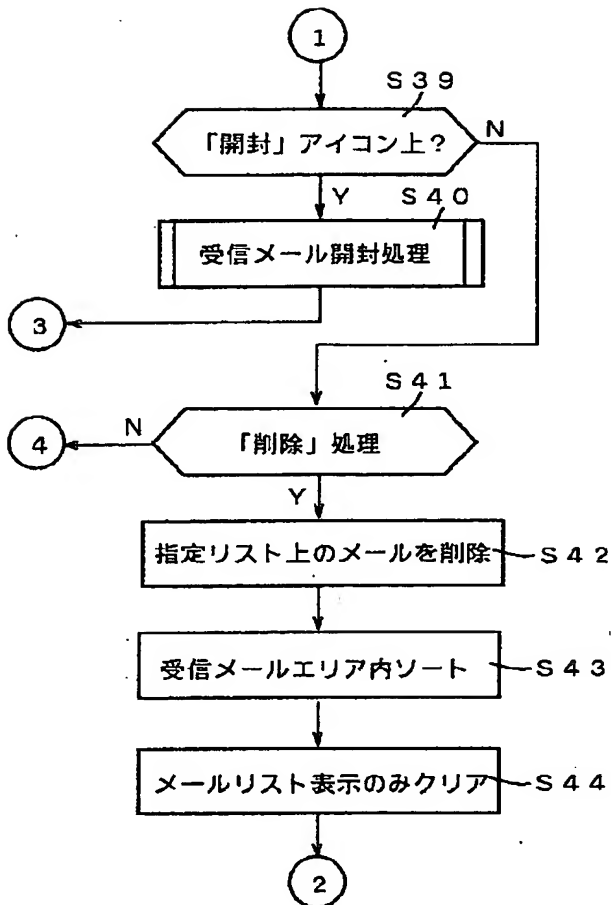 1
S39
「開封」アイコン上?
N
Y
S40
受信メール開封処理
3
S41
N
4
「削除」処理
Y
指定リスト上のメールを削除
S42
受信メールエリア内ソート
S43
メールリスト表示のみクリア
S44
2